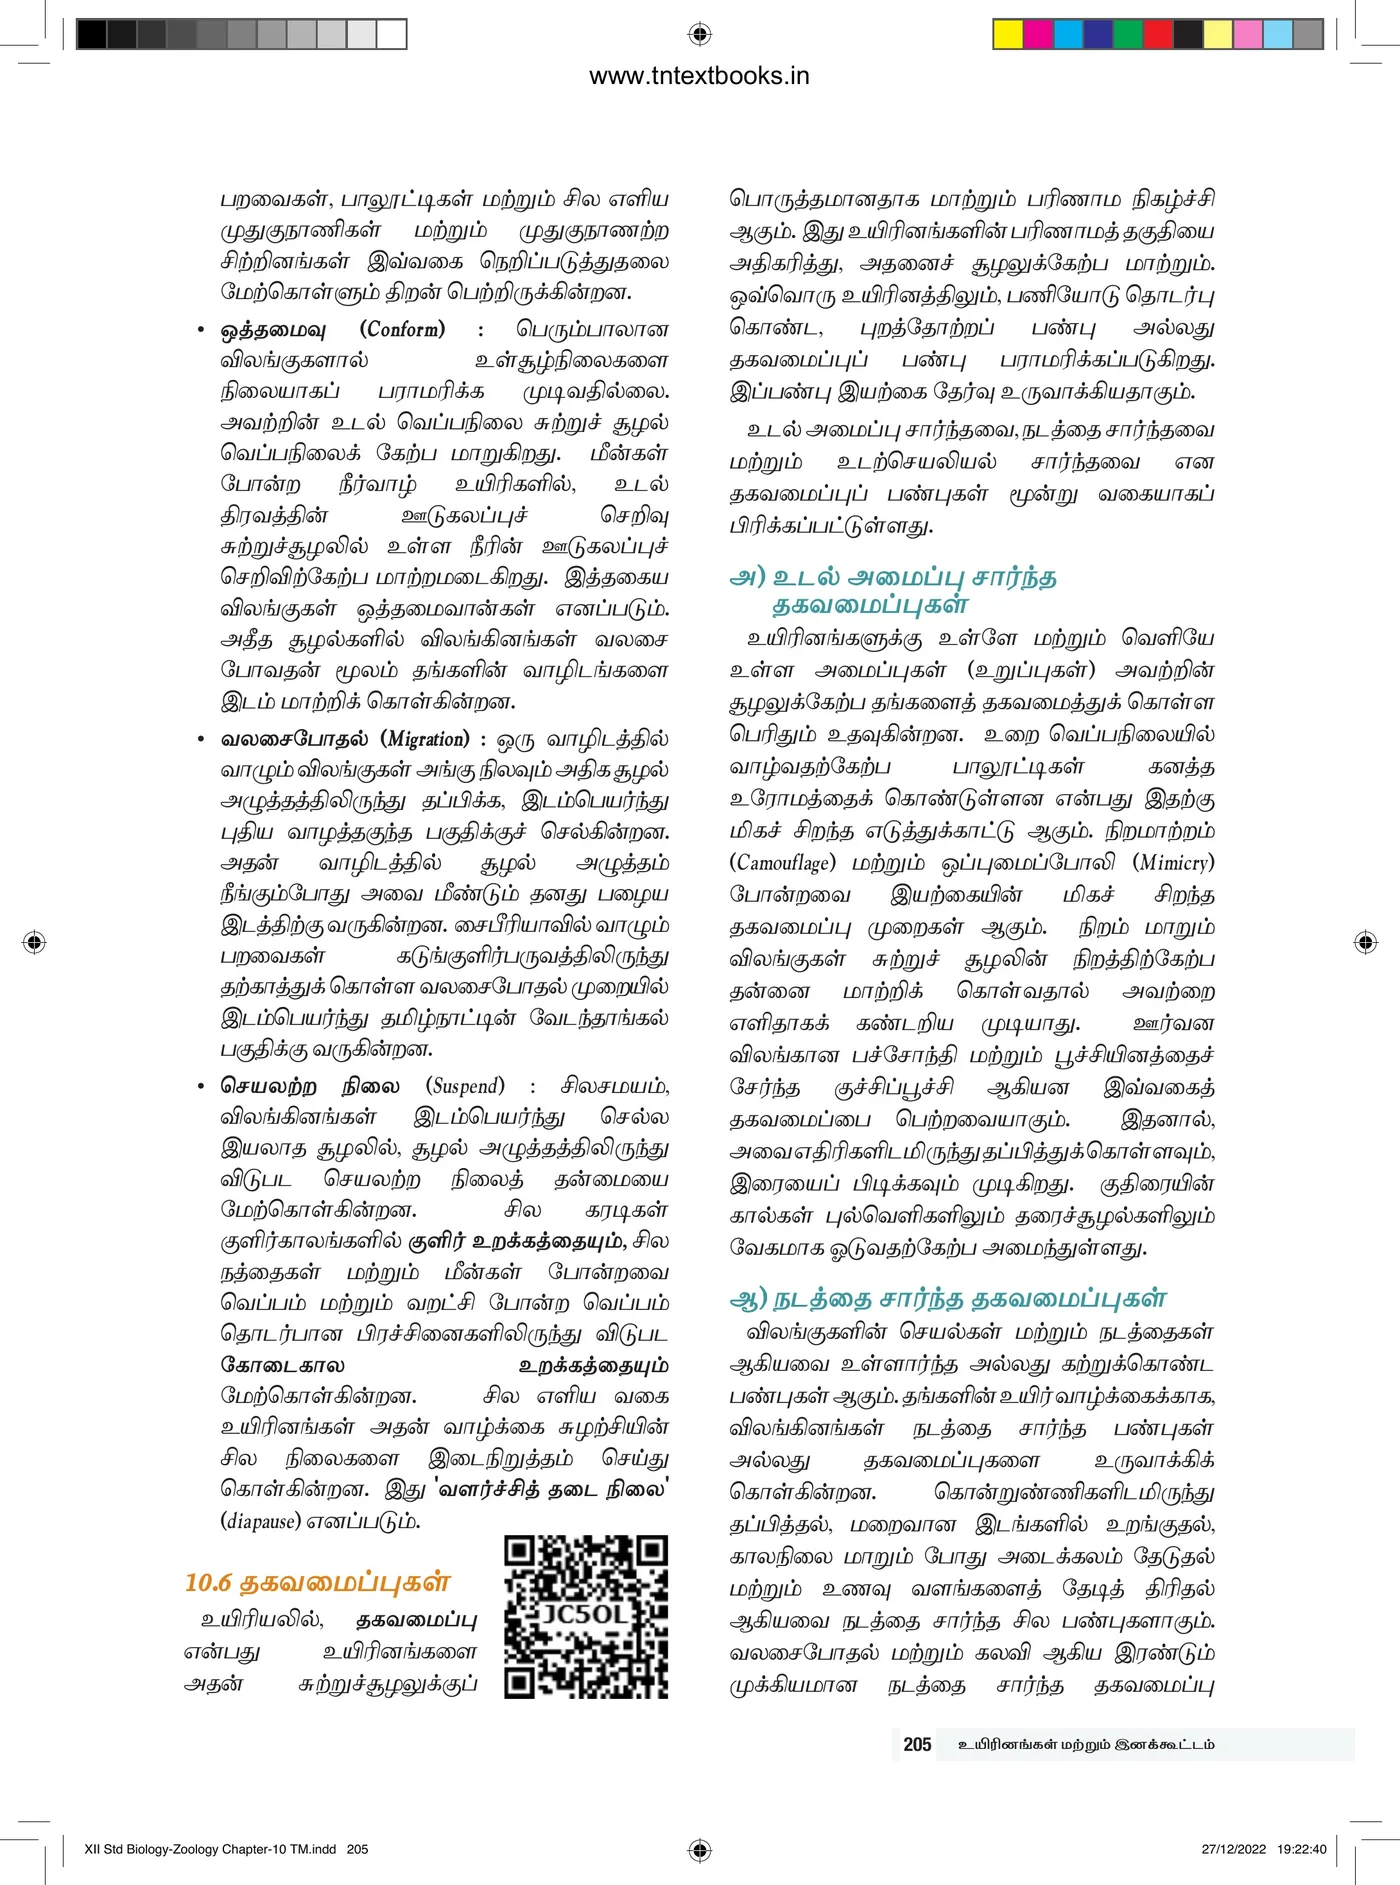 www.tntextbooks.in
பறவைகள், பாலூட்டிகள் மற்றும் சில எளிய
முதுகுநாணிகள் மற்றும் முதுகுநாணற்ற
சிற்றினங்கள் இவ்வகை நெறிப்படுத்துதலை
மேற்கொள்ளும் திறன் பெற்றிருக்கின்றன.
• ஒத்தமைவு (Conform) : பெரும்பாலான
விலங்குகளால் உள்சூழ்நிலைகளை
நிலையாகப் பராமரிக்க முடிவதில்லை.
அவற்றின் உடல் வெப்பநிலை சுற்றுச் சூழல்
வெப்பநிலைக் கேற்ப மாறுகிறது. மீன்கள்
போன்ற நீர்வாழ் உயிரிகளில், உடல்
திரவத்தின் ஊடுகலப்புச் செறிவு
சுற்றுச்சூழலில் உள்ள நீரின் ஊடுகலப்புச்
செறிவிற்கேற்ப மாற்றமடைகிறது. இத்தகைய
விலங்குகள் ஒத்தமைவான்கள் எனப்படும்.
அதீத சூழல்களில் விலங்கினங்கள் வலசை
போவதன் மூலம் தங்களின் வாழிடங்களை
இடம் மாற்றிக் கொள்கின்றன.
• வலசைபோதல் (Migration) : ஒரு வாழிடத்தில்
வாழும் விலங்குகள் அங்கு நிலவும் அதிக சூழல்
அழுத்தத்திலிருந்து தப்பிக்க, இடம்பெயர்ந்து
புதிய வாழத்தகுந்த பகுதிக்குச் செல்கின்றன.
அதன் வாழிடத்தில் சூழல் அழுத்தம்
நீங்கும்போது அவை மீண்டும் தனது பழைய
இடத்திற்கு வருகின்றன. சைபீரியாவில் வாழும்
பறவைகள் கடுங்குளிர்பருவத்திலிருந்து
தற்காத்துக் கொள்ள வலசைபோதல் முறையில்
இடம்பெயர்ந்து தமிழ்நாட்டின் வேடந்தாங்கல்
பகுதிக்கு வருகின்றன.
• செயலற்ற நிலை (Suspend) : சிலசமயம்,
விலங்கினங்கள் இடம்பெயர்ந்து செல்ல
இயலாத சூழலில், சூழல் அழுத்தத்திலிருந்து
விடுபட செயலற்ற நிலைத் தன்மையை
மேற்கொள்கின்றன. சில கரடிகள்
குளிர்காலங்களில் குளிர் உறக்கத்தையும், சில
நத்தைகள் மற்றும் மீன்கள் போன்றவை
வெப்பம் மற்றும் வறட்சி போன்ற வெப்பம்
தொடர்பான பிரச்சினைகளிலிருந்து விடுபட
கோடைகால உறக்கத்தையும்
மேற்கொள்கின்றன. சில எளிய வகை
உயிரினங்கள் அதன் வாழ்க்கை சுழற்சியின்
சில நிலைகளை இடைநிறுத்தம் செய்து
கொள்கின்றன. இது 'வளர்ச்சித் தடை நிலை'
(diapause) எனப்படும்.
10.6 தகவமைப்புகள்
உயிரியலில், தகவமைப்பு
என்பது உயிரினங்களை
அதன் சுற்றுச்சூழலுக்குப்
JC5OL
பொருத்தமானதாக மாற்றும் பரிணாம நிகழ்ச்சி
ஆகும். இது உயிரினங்களின் பரிணாமத் தகுதியை
அதிகரித்து, அதனைச் சூழலுக்கேற்ப மாற்றும்.
ஒவ்வொரு உயிரினத்திலும், பணியோடு தொடர்பு
கொண்ட, புறத்தோற்றப் பண்பு அல்லது
தகவமைப்புப் பண்பு பராமரிக்கப்படுகிறது.
இப்பண்பு இயற்கை தேர்வு உருவாக்கியதாகும்.
உடல் அமைப்பு சார்ந்தவை, நடத்தை சார்ந்தவை
மற்றும் உடற்செயலியல் சார்ந்தவை என
தகவமைப்புப் பண்புகள் மூன்று வகையாகப்
பிரிக்கப்பட்டுள்ளது.
அ) உடல் அமைப்பு சார்ந்த
தகவமைப்புகள்
உயிரினங்களுக்கு உள்ளே மற்றும் வெளியே
உள்ள அமைப்புகள் (உறுப்புகள்) அவற்றின்
சூழலுக்கேற்ப தங்களைத் தகவமைத்துக் கொள்ள
பெரிதும் உதவுகின்றன. உறை வெப்பநிலையில்
வாழ்வதற்கேற்ப பாலூட்டிகள் கனத்த
உரோமத்தைக் கொண்டுள்ளன என்பது இதற்கு
மிகச் சிறந்த எடுத்துக்காட்டு ஆகும். நிறமாற்றம்
(Camouflage) மற்றும் ஒப்புமைப்போலி (Mimicry)
போன்றவை இயற்கையின் மிகச் சிறந்த
தகவமைப்பு முறைகள் ஆகும். நிறம் மாறும்
விலங்குகள் சுற்றுச் சூழலின் நிறத்திற்கேற்ப
தன்னை மாற்றிக் கொள்வதால் அவற்றை
எளிதாகக் கண்டறிய முடியாது. ஊர்வன
விலங்கான பச்சோந்தி மற்றும் பூச்சியினத்தைச்
சேர்ந்த குச்சிப்பூச்சி ஆகியன இவ்வகைத்
தகவமைப்பை பெற்றவையாகும். இதனால்,
அவை எதிரிகளிடமிருந்து தப்பித்துக்கொள்ளவும்,
இரையைப் பிடிக்கவும் முடிகிறது. குதிரையின்
கால்கள் புல்வெளிகளிலும் தரைச்சூழல்களிலும்
வேகமாக ஓடுவதற்கேற்ப அமைந்துள்ளது.
ஆ) நடத்தை சார்ந்த தகவமைப்புகள்
விலங்குகளின் செயல்கள் மற்றும் நடத்தைகள்
ஆகியவை உள்ளார்ந்த அல்லது கற்றுக்கொண்ட
பண்புகள் ஆகும். தங்களின் உயிர் வாழ்க்கைக்காக,
விலங்கினங்கள் நடத்தை சார்ந்த பண்புகள்
அல்லது தகவமைப்புகளை உருவாக்கிக்
கொள்கின்றன. கொன்றுண்ணிகளிடமிருந்து
தப்பித்தல், மறைவான இடங்களில் உறங்குதல்,
காலநிலை மாறும் போது அடைக்கலம் தேடுதல்
மற்றும் உணவு வளங்களைத் தேடித் திரிதல்
ஆகியவை நடத்தை சார்ந்த சில பண்புகளாகும்.
வலசைபோதல் மற்றும் கலவி ஆகிய இரண்டும்
முக்கியமான நடத்தை சார்ந்த தகவமைப்பு
205 உயிரினங்கள் மற்றும் இனக்கூட்டம்
XII Std Biology-Zoology Chapter-10 TM.indd 205
27/12/2022 19:22:40